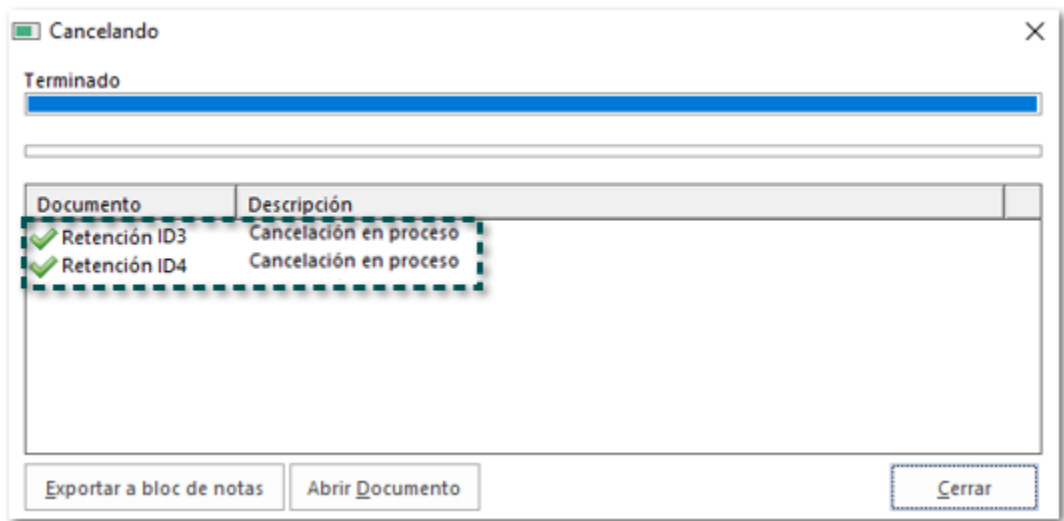 Cancelando
Terminado
Documento Descripción
Retención ID3 Cancelación en proceso
Retención ID4 Cancelación en proceso
Exportar a bloc de notas Abrir Documento Cerrar